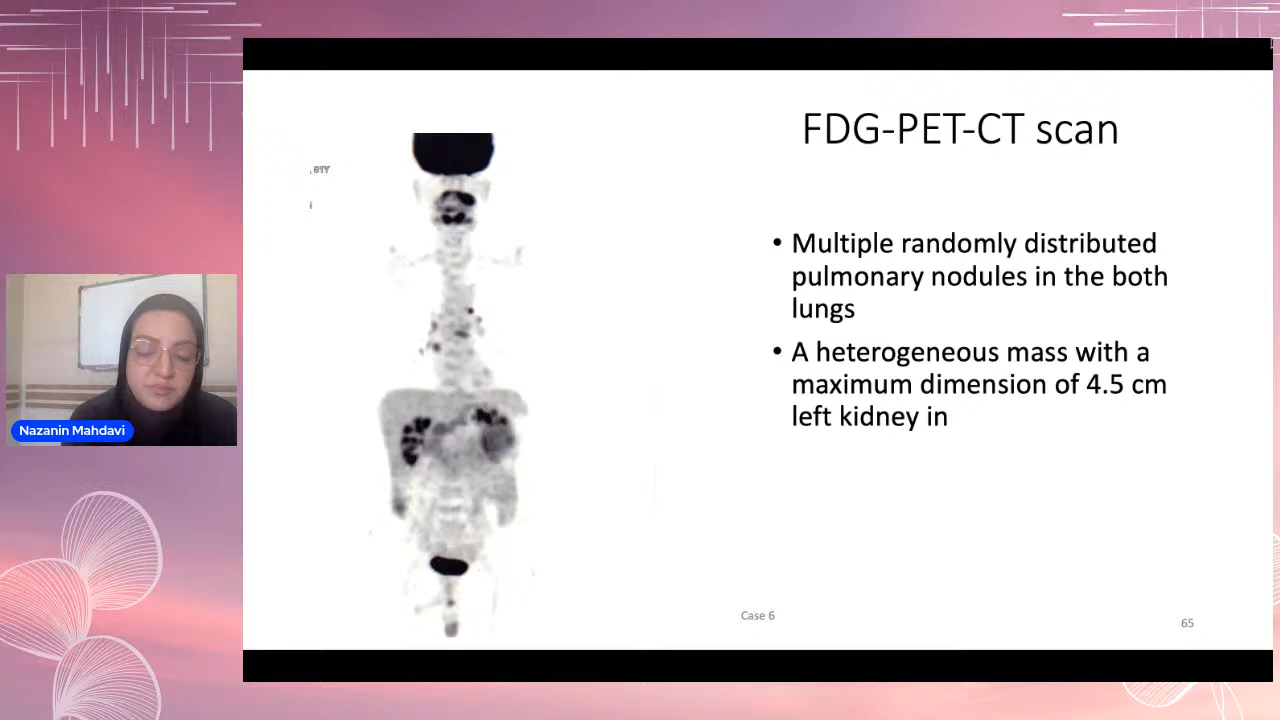 FDG-PET-CT scan
• Multiple randomly distributed
pulmonary nodules in the both
lungs
• A heterogeneous mass with a
maximum dimension of 4.5 cm
left kidney in
Nazanin Mahdavi
Case 6
65